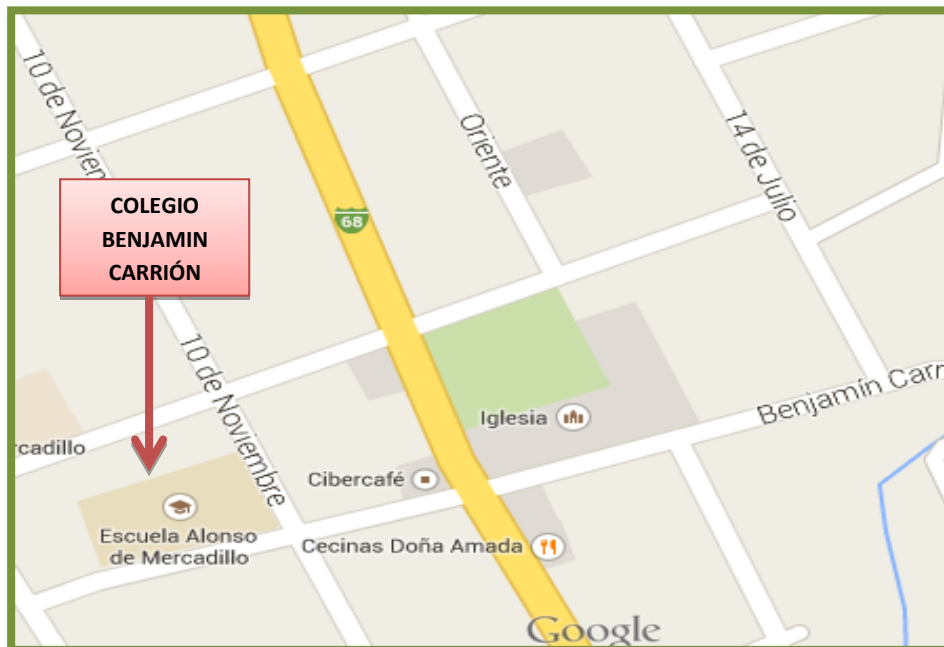 10 de Noviem
Oriente
14 de Julio
68
COLEGIO
BENJAMIN
CARRIÓN
10 de Noviembre
Iglesia
Benjamín Carr
rcadillo
Cibercafé
Escuela Alonso
de Mercadillo
Cecinas Doña Amada
Google